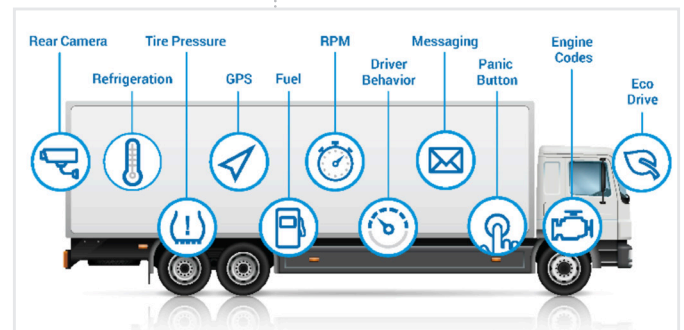 Rear Camera
Tire Pressure
RPM
Messaging
Engine
Codes
Refrigeration
GPS
Fuel
Driver
Behavior
Panic
Button
Eco
Drive